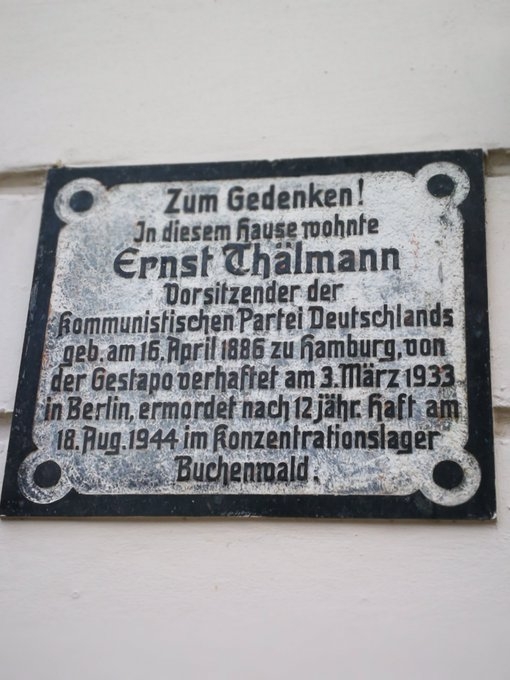 Zum Gedenken!
In diesem Hause wohnte
Ernst Thälmann
Vorsitzender der
Kommunistischen Partei Deutschlands
geb. am 16. April 1886 zu Hamburg, von
der Gestapo verhaftet am 3. März 1933
in Berlin, ermordet nach 12 jähr. Haft am
18. Aug. 1944 im Konzentrationslager
Buchenwald.